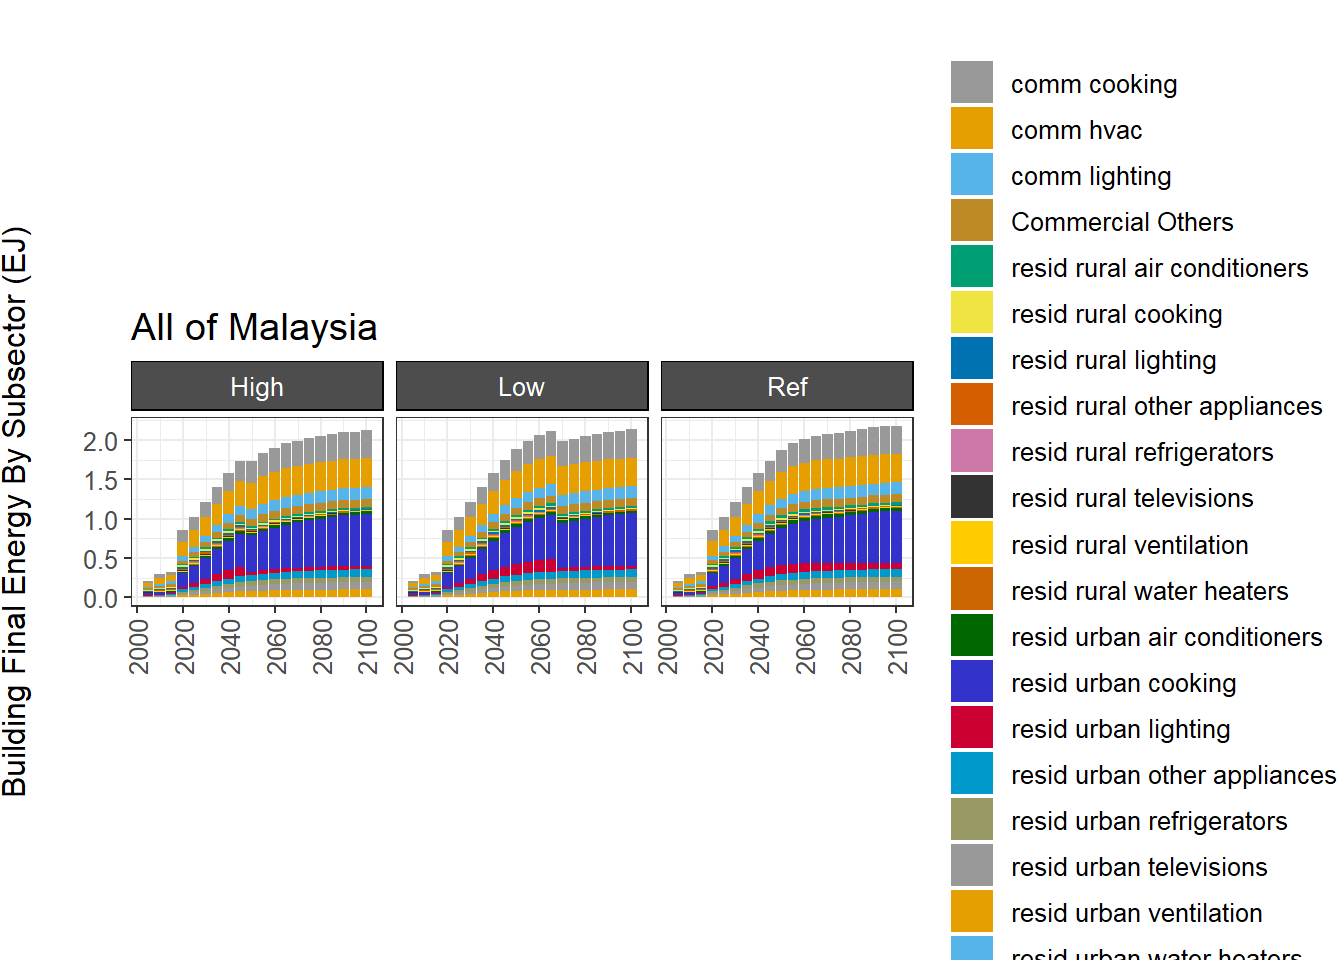 Building Final Energy By Subsector (EJ)
All of Malaysia
High
Low
Ref
2.0
1.5
1.0
0.5
0.0
2000
2020
2040
2060
2080
2100
2000
2020
2040
2060
2080
2100
2000
2020
2040
2060
2080
2100
comm cooking
comm hvac
comm lighting
Commercial Others
resid rural air conditioners
resid rural cooking
resid rural lighting
resid rural other appliances
resid rural refrigerators
resid rural televisions
resid rural ventilation
resid rural water heaters
resid urban air conditioners
resid urban cooking
resid urban lighting
resid urban other appliances
resid urban refrigerators
resid urban televisions
resid urban ventilation
resid urban water heaters